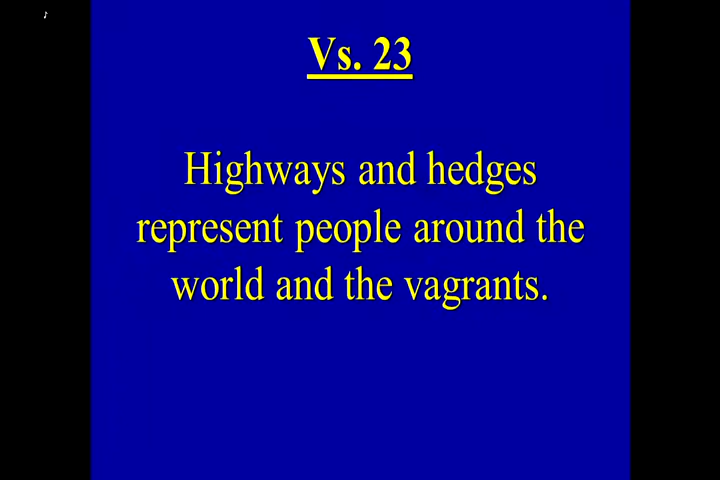 ♪
Vs. 23
Highways and hedges
represent people around the
world and the vagrants.